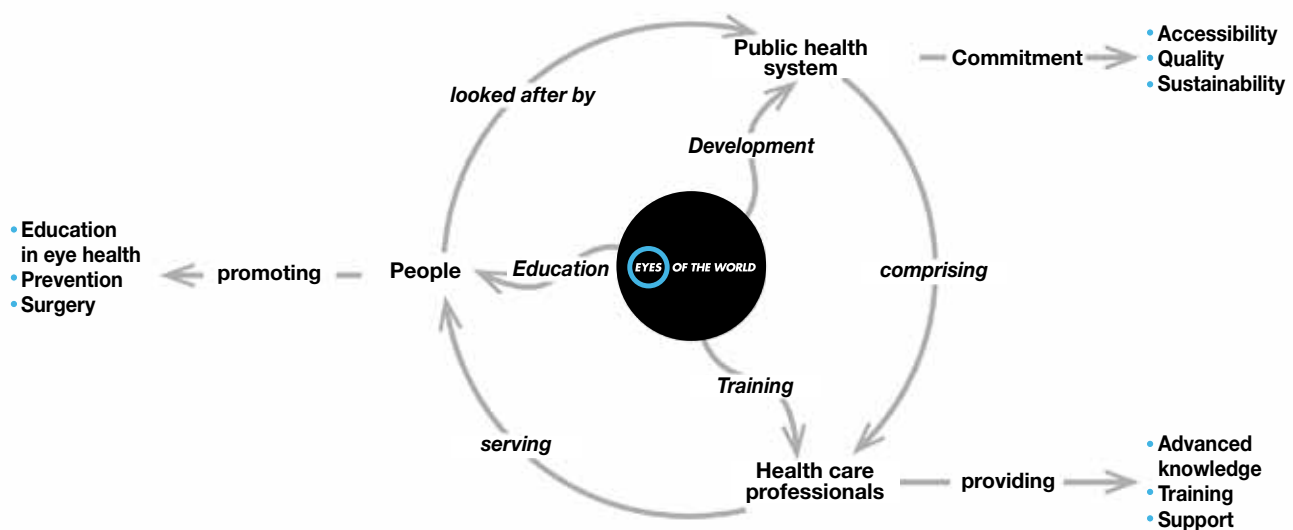 Public health
system
Commitment
• Accessibility
• Quality
• Sustainability
looked after by
Development
• Education
in eye health
• Prevention
• Surgery
promoting
People
Education
EYES OF THE WORLD
comprising
Training
serving
Health care
professionals
providing
• Advanced
knowledge
• Training
• Support